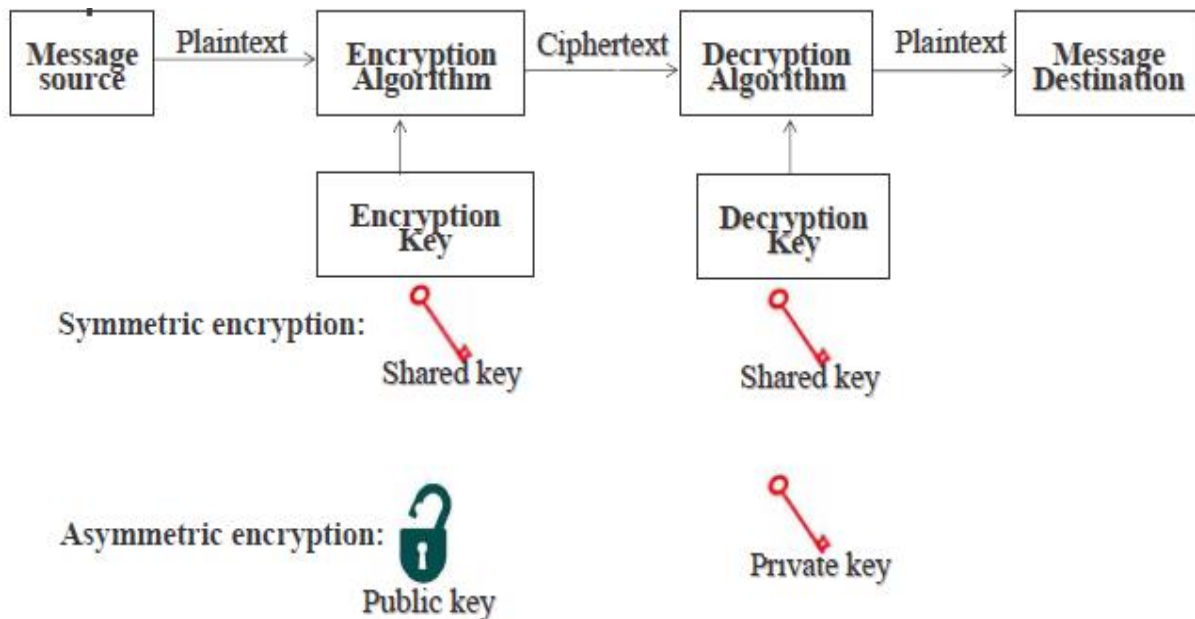 Message
source
Plaintext
Encryption
Algorithm
Ciphertext
Decryption
Algorithm
Plaintext
Message
Destination
Encryption
Key
Decryption
Key
Symmetric encryption:
Shared key
Shared key
Asymmetric encryption:
Public key
Private key